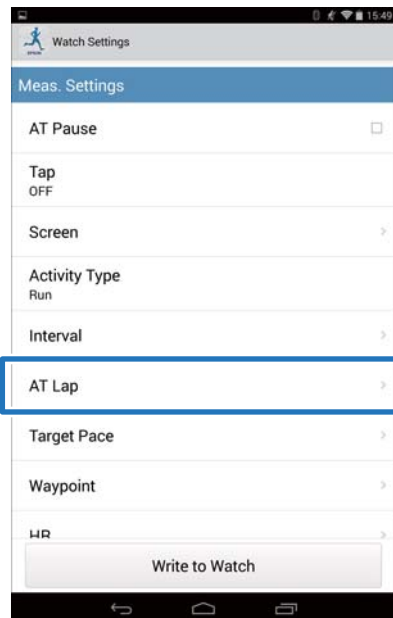 15:49
Watch Settings
Meas. Settings
AT Pause
Tap
OFF
Screen
Activity Type
Run
Interval
AT Lap
Target Pace
Waypoint
HR
Write to Watch